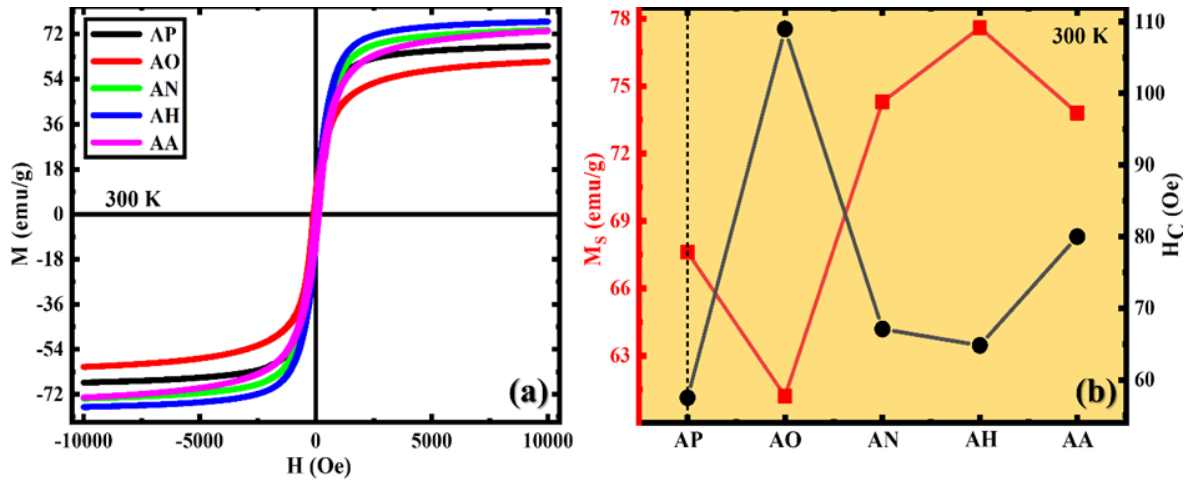 72
54
36
18
0
-18
-36
-54
-72
M (emu/g)
AP
AO
AN
AH
AA
300 K
(a)
-10000 -5000 0 5000 10000
H (Oe)
78
75
72
69
66
63
M_S (emu/g)
300 K
(b)
110
100
90
80
70
60
H_C (Oe)
AP AO AN AH AA